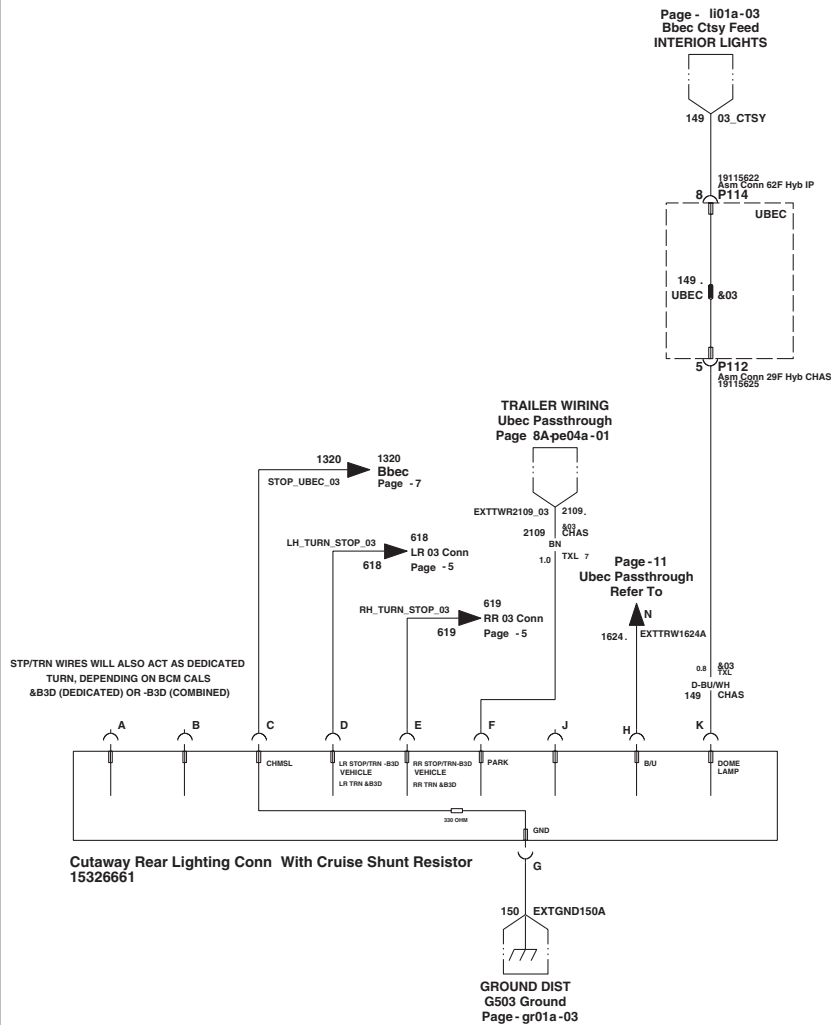 Page - li01a-03
Bbec Ctsy Feed
INTERIOR LIGHTS
149 03_CTSY
19115622
Asm Conn 62F Hyb IP
8 P114
UBEC
149 .
UBEC &03
5 P112
Asm Conn 29F Hyb CHAS
19115625
TRAILER WIRING
Ubec Passthrough
Page 8A-pe04a-01
1320
STOP_UBEC_03
1320
Bbec
Page - 7
EXTTWR2109_03 2109.
2109 &03 CHAS
BN
1.0 TXL 7
LH_TURN_STOP_03
618
618
LR 03 Conn
Page - 5
Page - 11
Ubec Passthrough
Refer To
N
1624. EXTTRW1624A
RH_TURN_STOP_03
619
619
RR 03 Conn
Page - 5
STP/TRN WIRES WILL ALSO ACT AS DEDICATED
TURN, DEPENDING ON BCM CALS
&B3D (DEDICATED) OR -B3D (COMBINED)
0.8 &03
TXL
D-BU/WH
149 CHAS
A B C D E F J H K
CHMSL
LR STOP/TRN -B3D
VEHICLE
LR TRN &B3D
RR STOP/TRN-B3D
VEHICLE
RR TRN &B3D
PARK
B/U
DOME
LAMP
330 OHM
GND
G
Cutaway Rear Lighting Conn With Cruise Shunt Resistor
15326661
150 EXTGND150A
GROUND DIST
G503 Ground
Page - gr01a-03